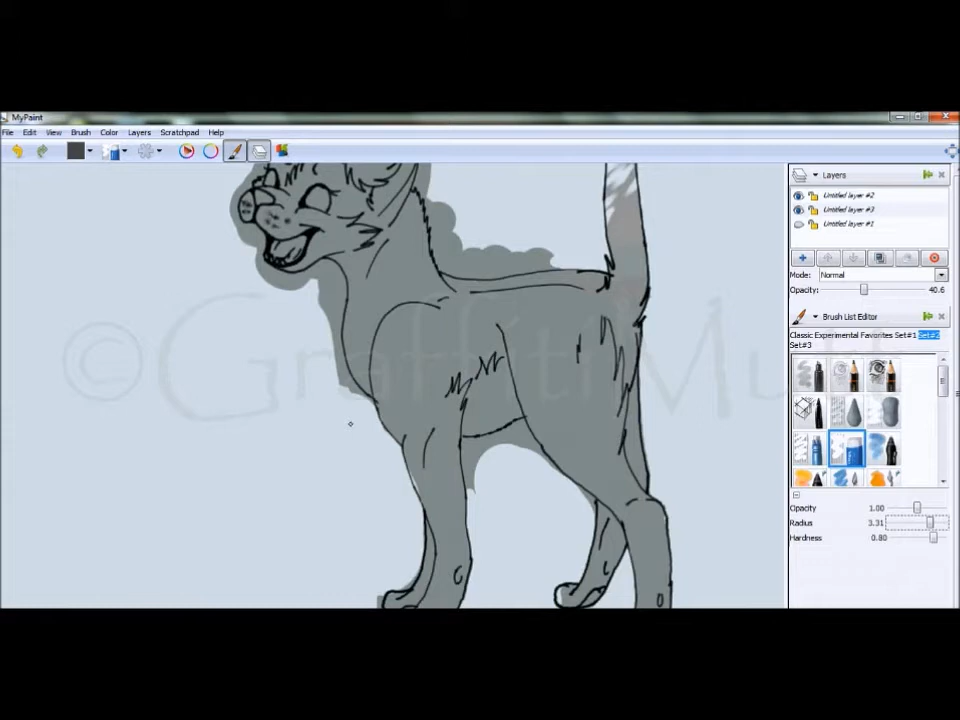 MyPaint
File Edit View Brush Color Layers Scratchpad Help
Layers
Untitled layer #2
Untitled layer #3
Untitled layer #1
Mode: Normal
Opacity: 40.6
Brush List Editor
Classic Experimental Favorites Set#1 Set#2
Set#3
Opacity 1.00
Radius 3.31
Hardness 0.80